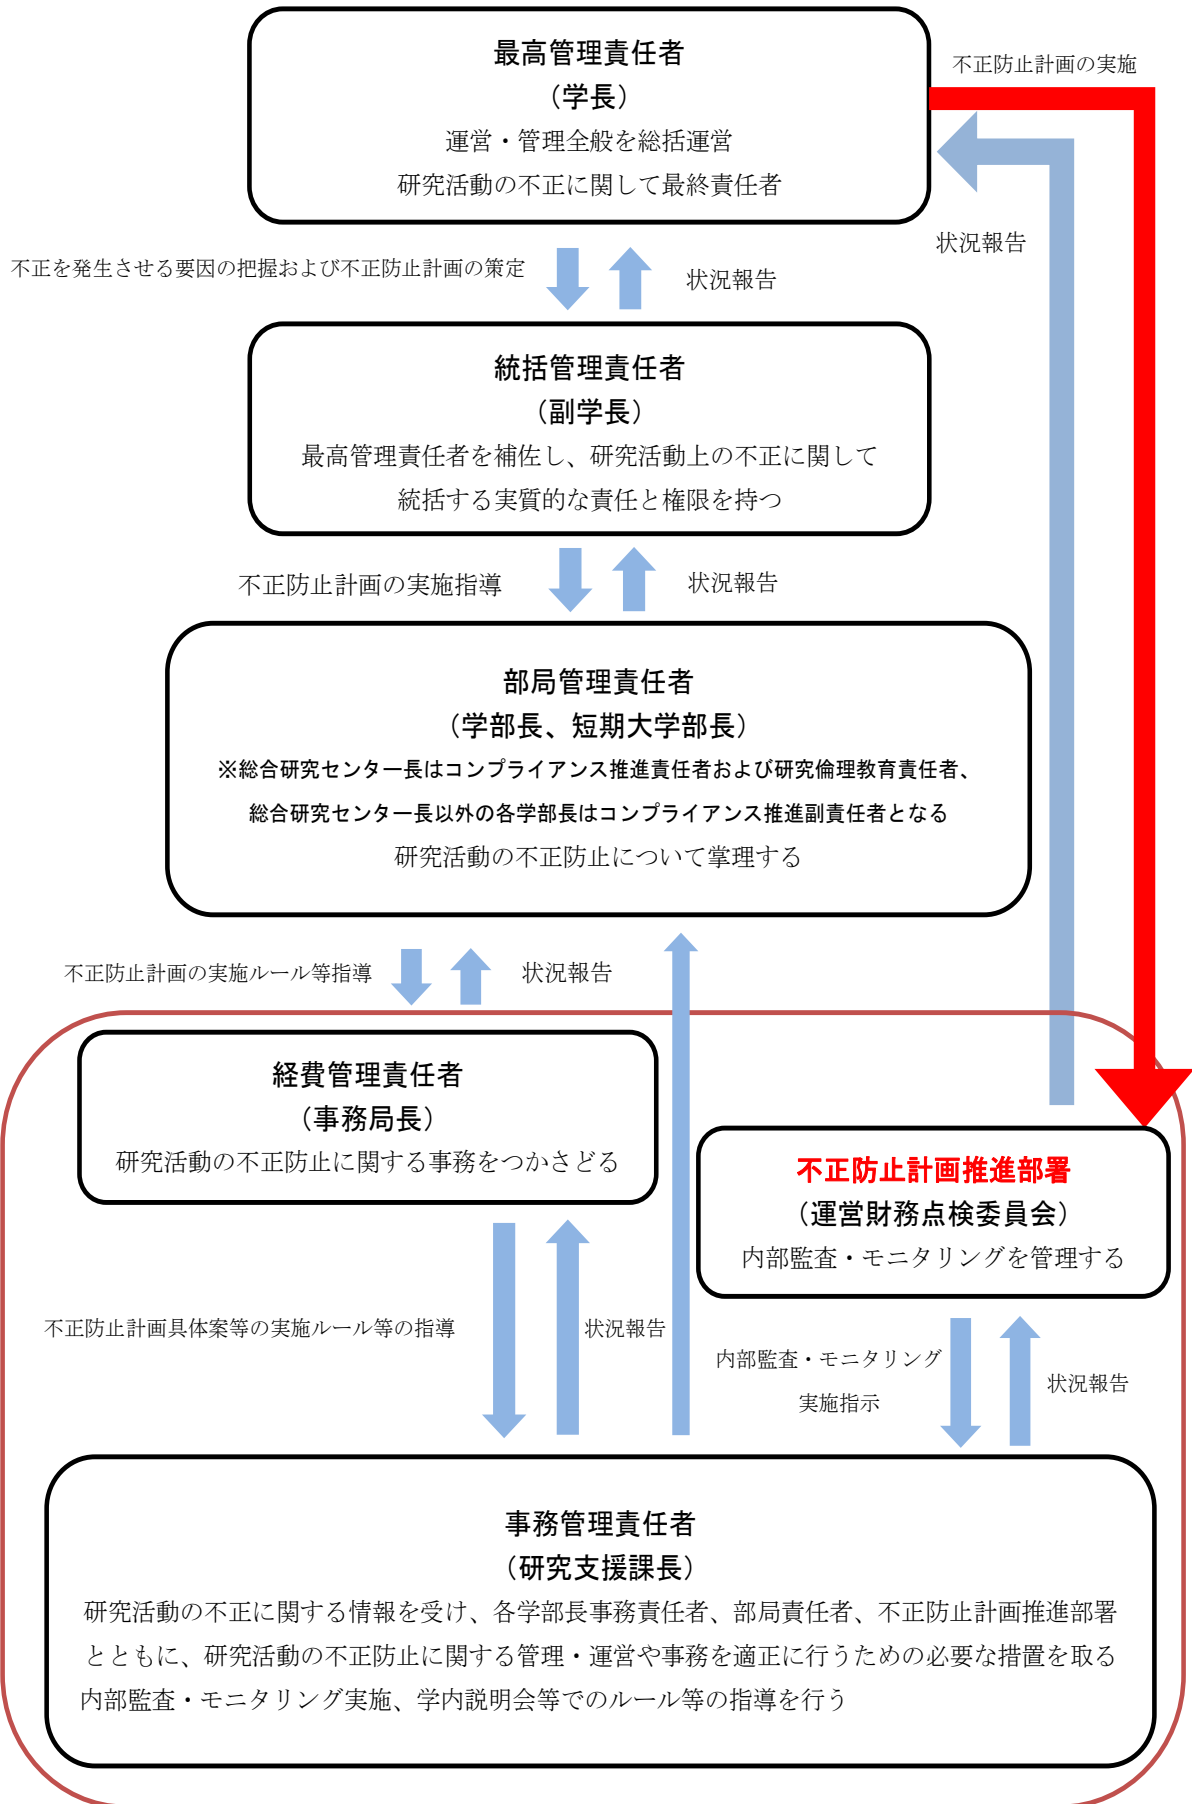 最高管理責任者
（学長）
運営・管理全般を総括運営
研究活動の不正に関して最終責任者
不正防止計画の実施
状況報告
不正を発生させる要因の把握および不正防止計画の策定
状況報告
統括管理責任者
（副学長）
最高管理責任者を補佐し、研究活動上の不正に関して
統括する実質的な責任と権限を持つ
不正防止計画の実施指導
状況報告
部局管理責任者
（学部長、短期大学部長）
※総合研究センター長はコンプライアンス推進責任者および研究倫理教育責任者、
総合研究センター長以外の各学部長はコンプライアンス推進副責任者となる
研究活動の不正防止について掌理する
不正防止計画の実施ルール等指導
状況報告
経費管理責任者
（事務局長）
研究活動の不正防止に関する事務をつかさどる
不正防止計画推進部署
（運営財務点検委員会）
内部監査・モニタリングを管理する
不正防止計画具体案等の実施ルール等の指導
状況報告
内部監査・モニタリング
実施指示
状況報告
事務管理責任者
（研究支援課長）
研究活動の不正に関する情報を受け、各学部長事務責任者、部局責任者、不正防止計画推進部署
とともに、研究活動の不正防止に関する管理・運営や事務を適正に行うための必要な措置を取る
内部監査・モニタリング実施、学内説明会等でのルール等の指導を行う